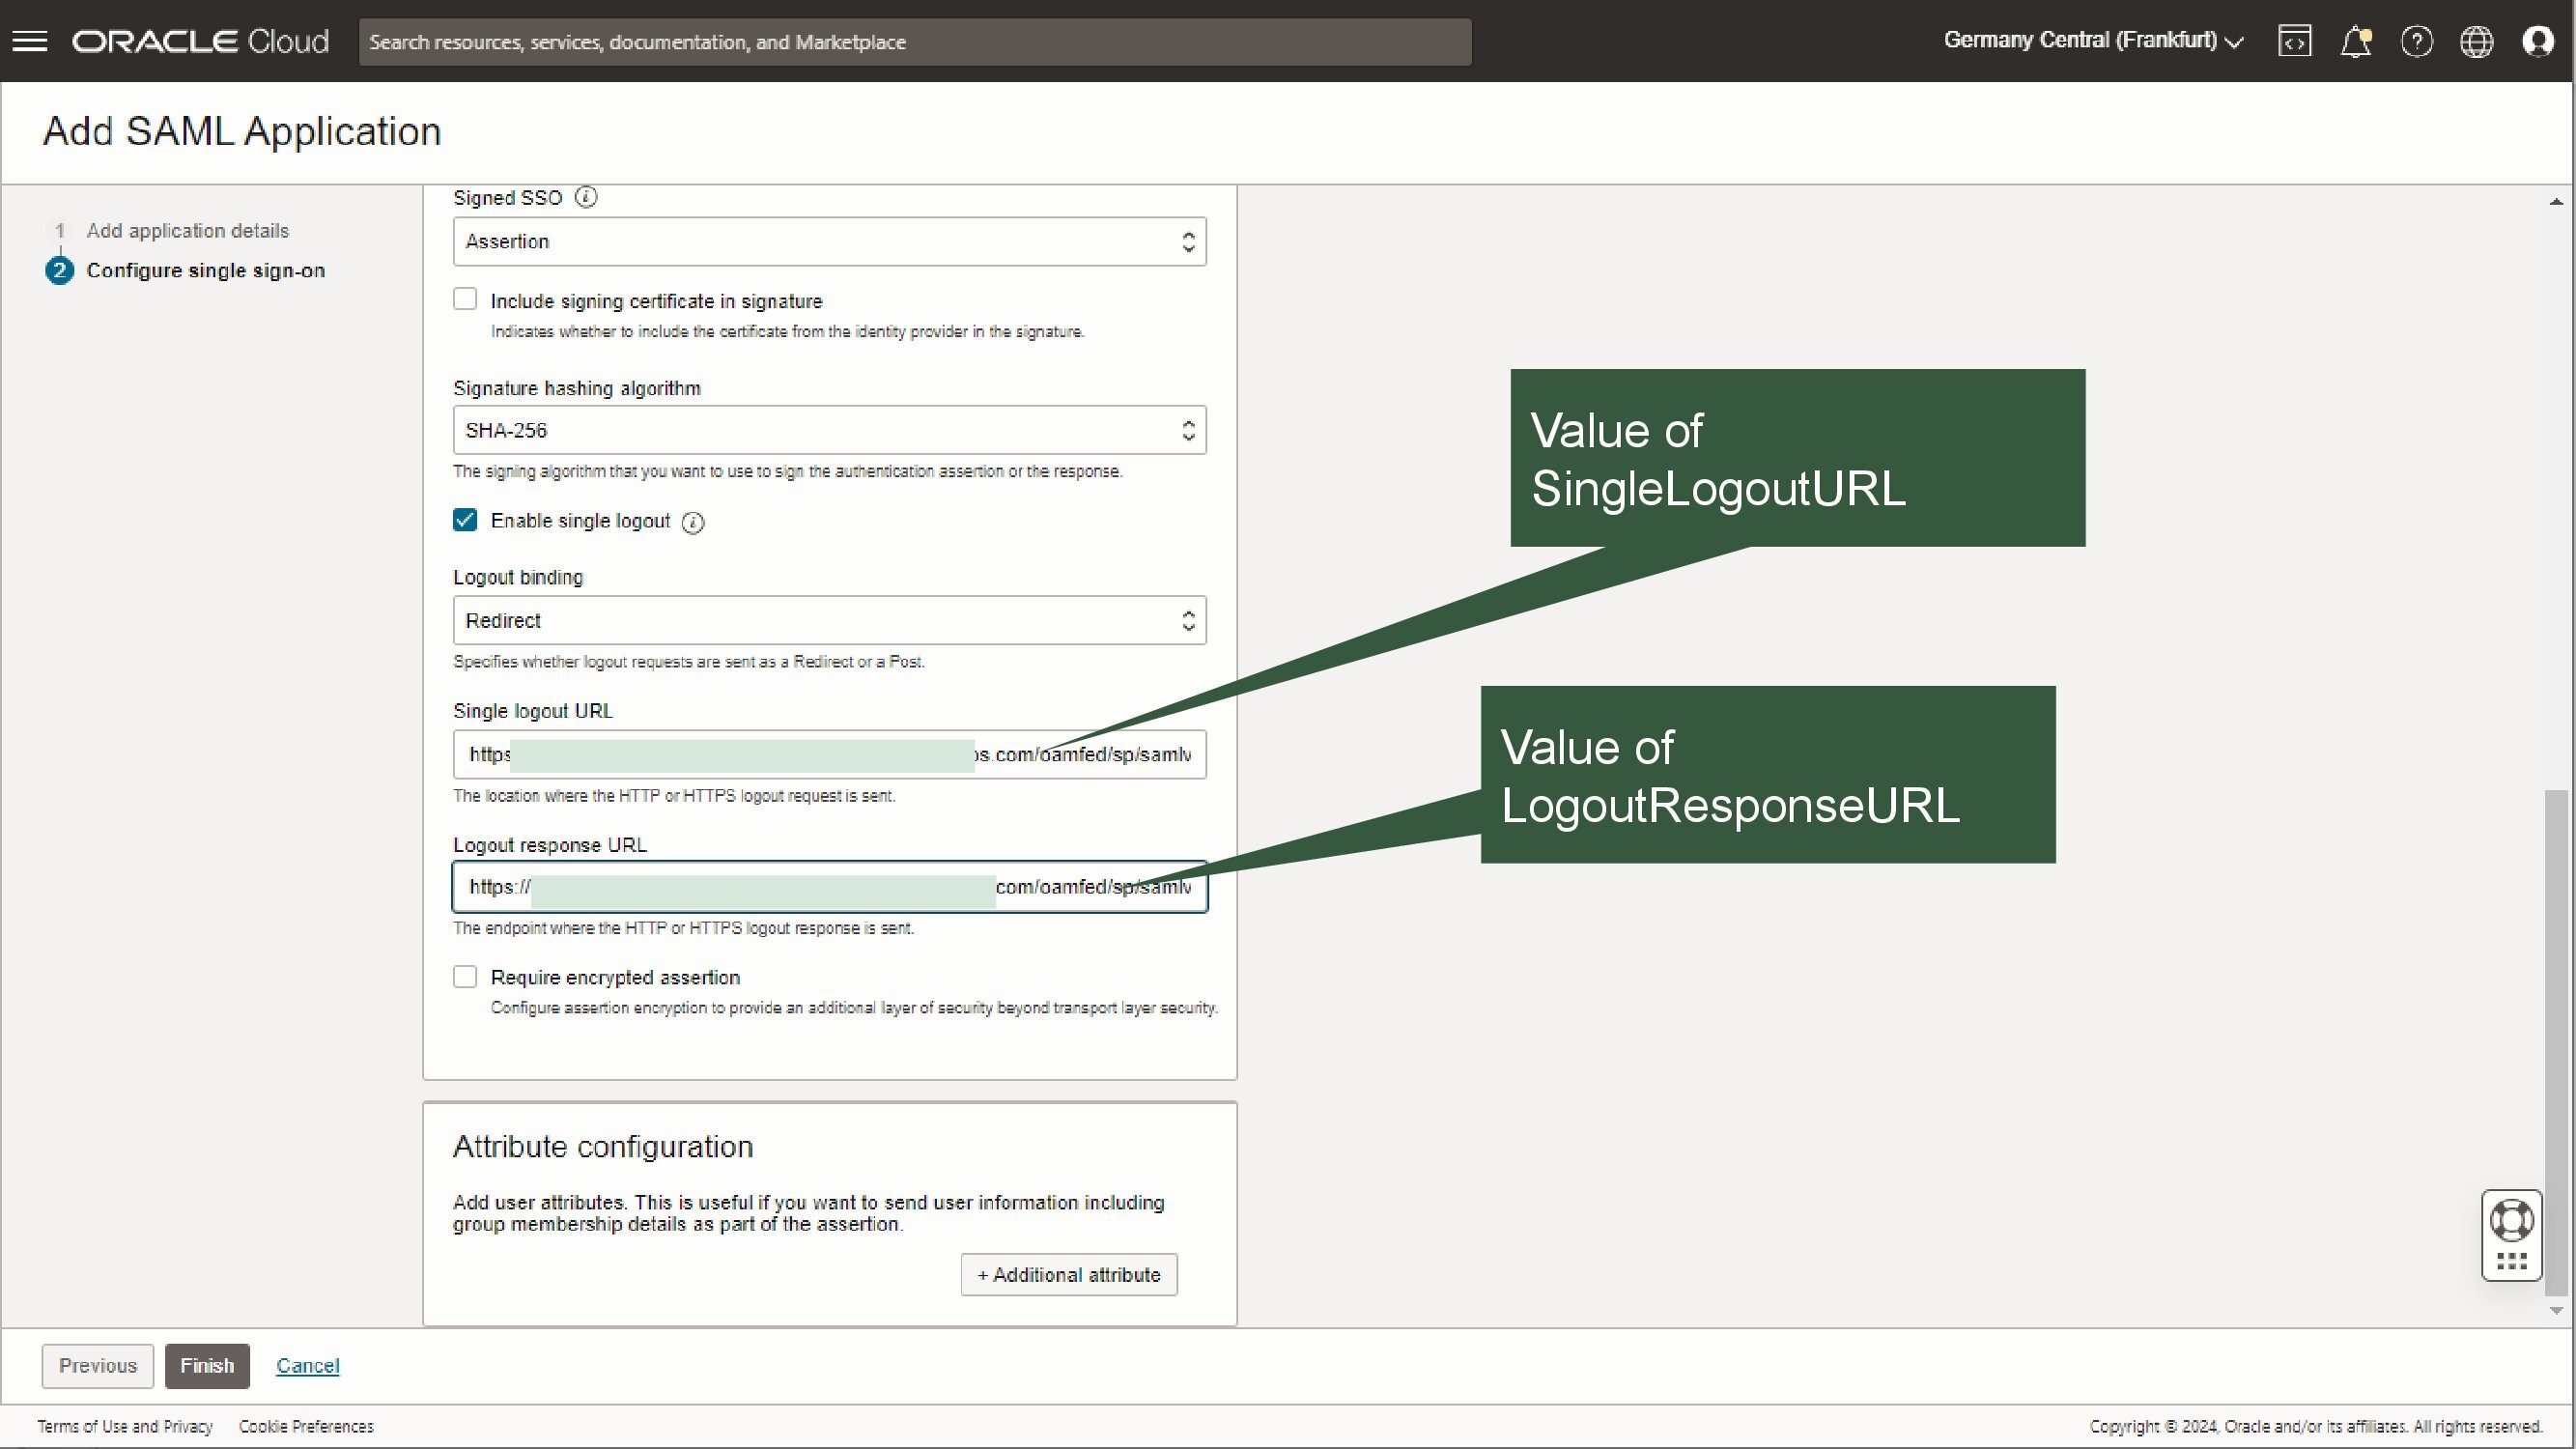 ORACLE Cloud
Search resources, services, documentation, and Marketplace
Germany Central (Frankfurt)
Add SAML Application
1 Add application details
2 Configure single sign-on
Signed SSO
Assertion
Include signing certificate in signature
Indicates whether to include the certificate from the identity provider in the signature.
Signature hashing algorithm
SHA-256
The signing algorithm that you want to use to sign the authentication assertion or the response.
Enable single logout
Logout binding
Redirect
Specifies whether logout requests are sent as a Redirect or a Post.
Single logout URL
https s.com/oamfed/sp/samlv
The location where the HTTP or HTTPS logout request is sent.
Logout response URL
https:// com/oamfed/sp/samlv
The endpoint where the HTTP or HTTPS logout response is sent.
Require encrypted assertion
Configure assertion encryption to provide an additional layer of security beyond transport layer security.
Value of
SingleLogoutURL
Value of
LogoutResponseURL
Attribute configuration
Add user attributes. This is useful if you want to send user information including
group membership details as part of the assertion.
+ Additional attribute
Previous
Finish
Cancel
Terms of Use and Privacy
Cookie Preferences
Copyright © 2024, Oracle and/or its affiliates. All rights reserved.